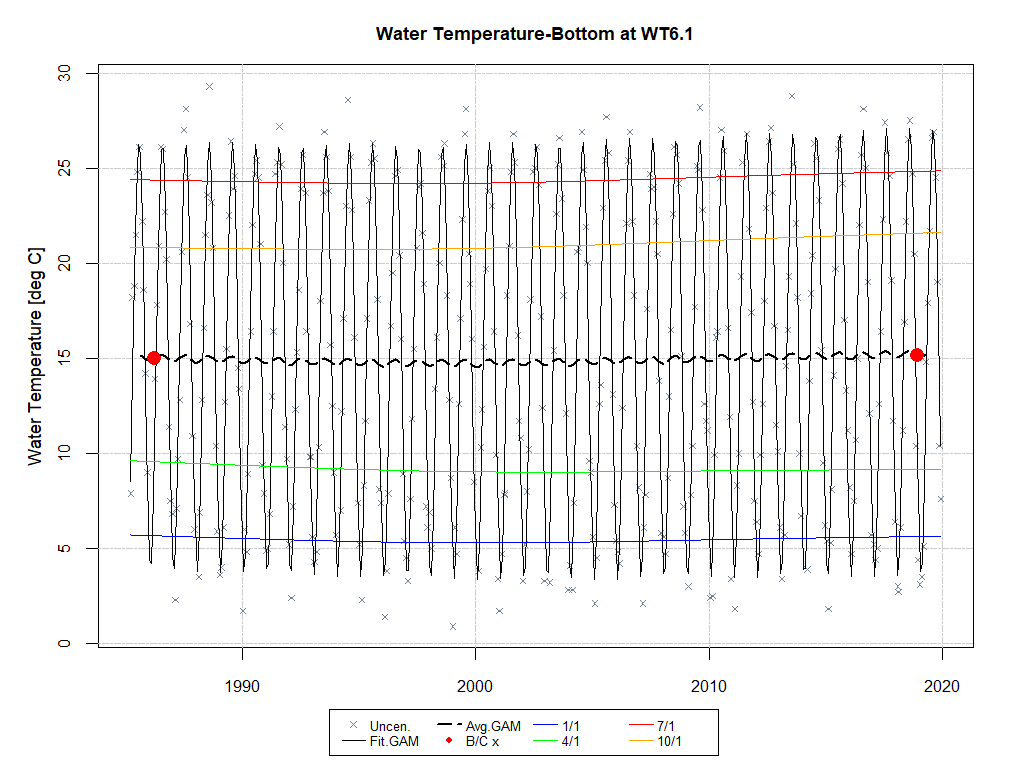 Water Temperature-Bottom at WT6.1
Water Temperature [deg C]
30
25
20
15
10
5
0
1990 2000 2010 2020
Uncen. Avg.GAM 1/1 7/1
Fit.GAM B/C x 4/1 10/1